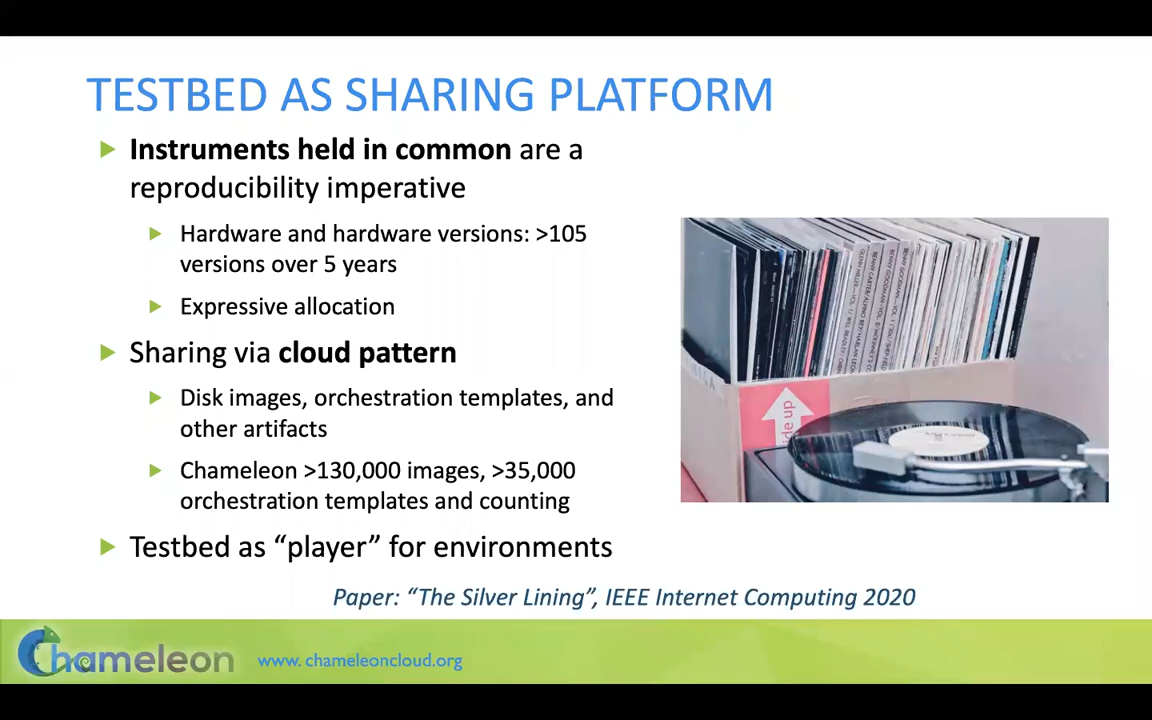 TESTBED AS SHARING PLATFORM
Instruments held in common are a
reproducibility imperative
Hardware and hardware versions: >105
versions over 5 years
Expressive allocation
Sharing via cloud pattern
Disk images, orchestration templates, and
other artifacts
Chameleon >130,000 images, >35,000
orchestration templates and counting
Testbed as “player” for environments
ide up
Paper: “The Silver Lining”, IEEE Internet Computing 2020
Chameleon
www. chameleoncloud.org